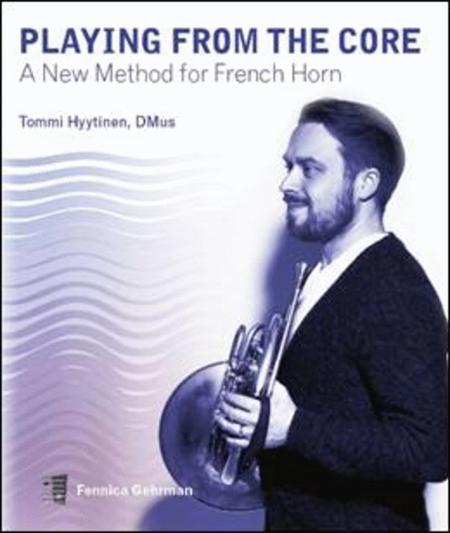 PLAYING FROM THE CORE
A New Method for French Horn
Tommi Hyytinen, DMus
Fennica Gehrman